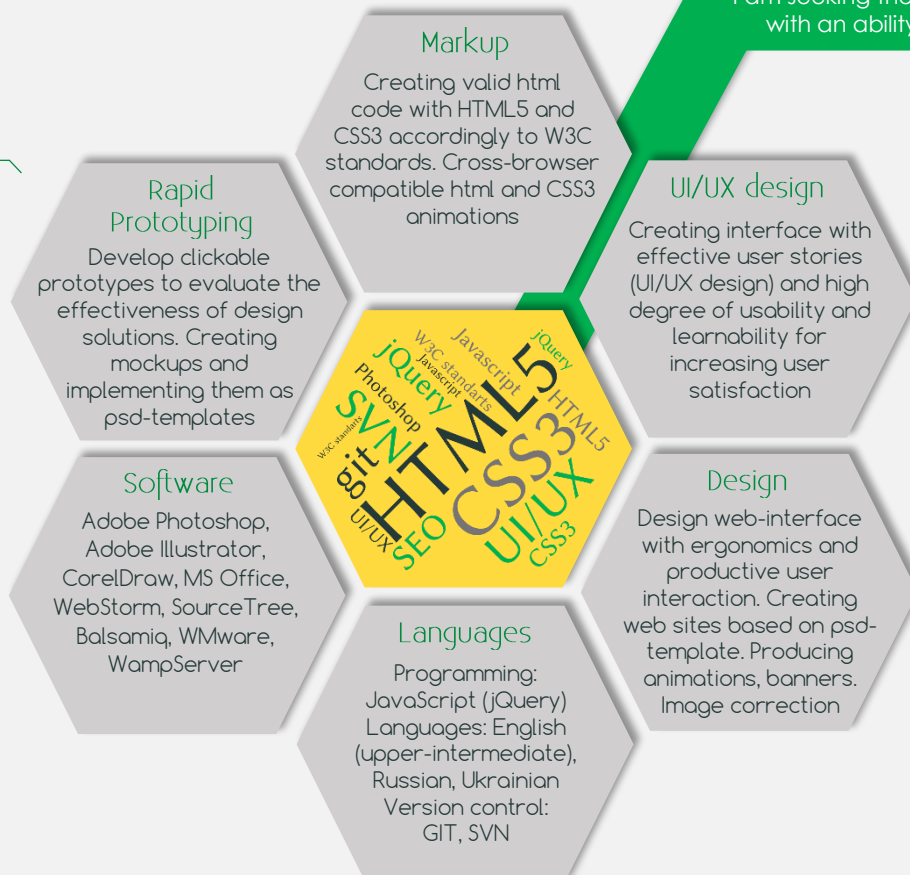 I am seeking
with an ability
Markup
Creating valid html
code with HTML5 and
CSS3 accordingly to W3C
standards. Cross-browser
compatible html and CSS3
animations
Rapid
Prototyping
Develop clickable
prototypes to evaluate the
effectiveness of design
solutions. Creating
mockups and
implementing them as
psd-templates
UI/UX design
Creating interface with
effective user stories
(UI/UX design) and high
degree of usability and
learnability for
increasing user
satisfaction
jQuery
Javascript
W3C standarts
Javascript
jQuery
Photoshop
HTML5
HTML5
SVN
W3C standarts
git
CSS3
UI/UX
SEO
UI/UX
CSS3
Software
Adobe Photoshop,
Adobe Illustrator,
CorelDraw, MS Office,
WebStorm, SourceTree,
Balsamiq, WMware,
WampServer
Design
Design web-interface
with ergonomics and
productive user
interaction. Creating
web sites based on psd-
template. Producing
animations, banners.
Image correction
Languages
Programming:
JavaScript (jQuery)
Languages: English
(upper-intermediate),
Russian, Ukrainian
Version control:
GIT, SVN